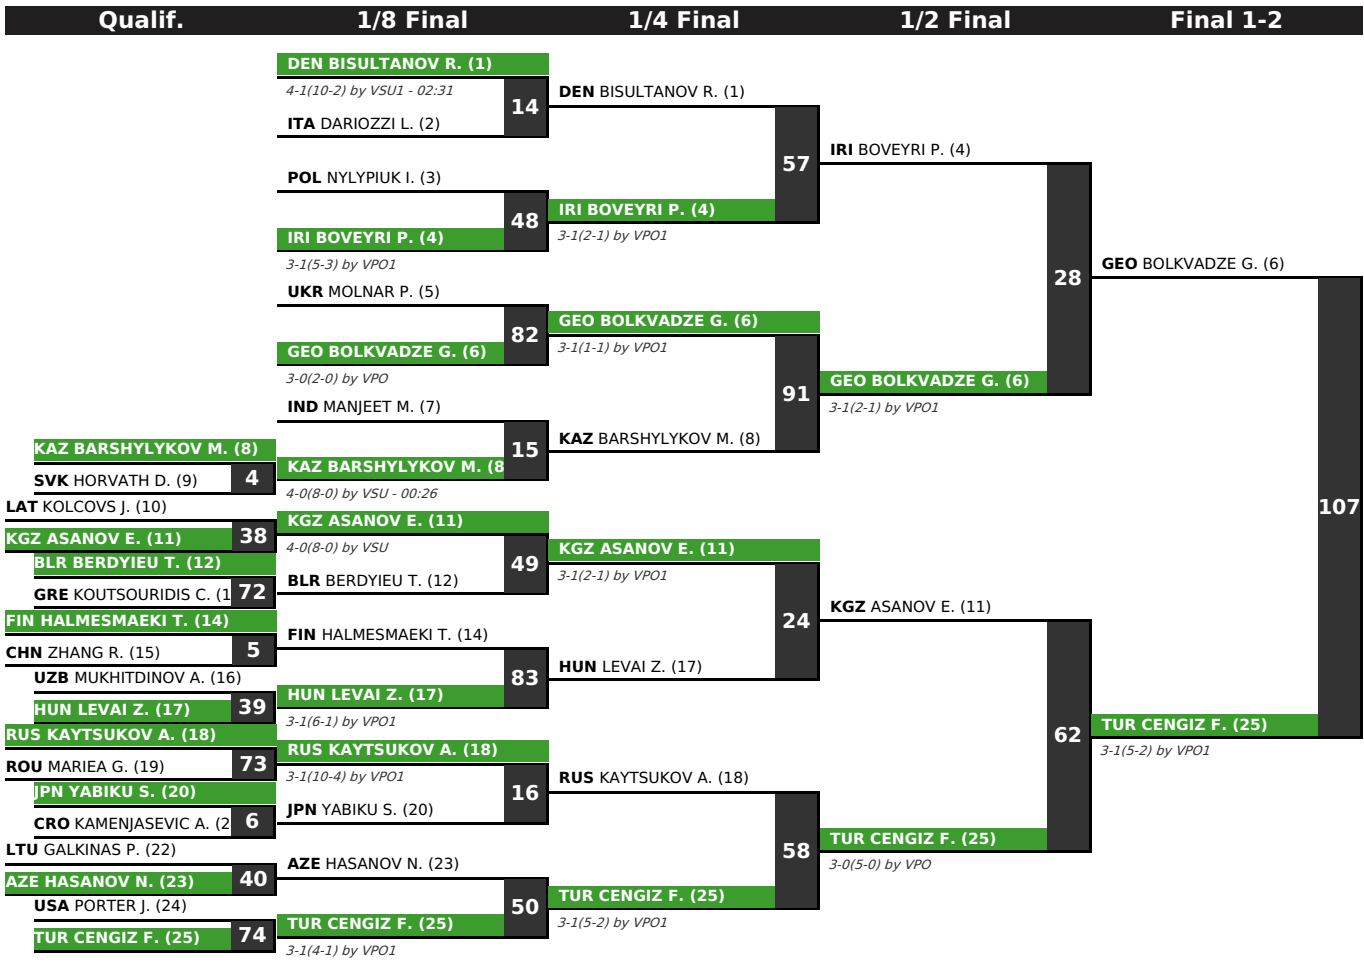 Qualif.
1/8 Final
1/4 Final
1/2 Final
Final 1-2
KAZ BARSHYLYKOV M. (8)
SVK HORVATH D. (9)
4
LAT KOLCOVS J. (10)
KGZ ASANOV E. (11)
38
BLR BERDYIEU T. (12)
GRE KOUTSOURIDIS C. (1
72
FIN HALMESMAEKI T. (14)
CHN ZHANG R. (15)
5
UZB MUKHITDINOV A. (16)
HUN LEVAI Z. (17)
39
RUS KAYTSUKOV A. (18)
ROU MARIEA G. (19)
73
JPN YABIKU S. (20)
CRO KAMENJASEVIC A. (2
6
LTU GALKINAS P. (22)
AZE HASANOV N. (23)
40
USA PORTER J. (24)
TUR CENGIZ F. (25)
74
DEN BISULTANOV R. (1)
4-1(10-2) by VSU1 - 02:31
ITA DARIOZZI L. (2)
14
POL NYLYPIUK I. (3)
IRI BOVEYRI P. (4)
3-1(5-3) by VPO1
48
UKR MOLNAR P. (5)
GEO BOLKVADZE G. (6)
3-0(2-0) by VPO
82
IND MANJEET M. (7)
KAZ BARSHYLYKOV M. (8
4-0(8-0) by VSU - 00:26
15
KGZ ASANOV E. (11)
4-0(8-0) by VSU
BLR BERDYIEU T. (12)
49
FIN HALMESMAEKI T. (14)
HUN LEVAI Z. (17)
3-1(6-1) by VPO1
83
RUS KAYTSUKOV A. (18)
3-1(10-4) by VPO1
JPN YABIKU S. (20)
16
AZE HASANOV N. (23)
TUR CENGIZ F. (25)
3-1(4-1) by VPO1
50
DEN BISULTANOV R. (1)
IRI BOVEYRI P. (4)
3-1(2-1) by VPO1
57
GEO BOLKVADZE G. (6)
3-1(1-1) by VPO1
KAZ BARSHYLYKOV M. (8)
91
KGZ ASANOV E. (11)
3-1(2-1) by VPO1
HUN LEVAI Z. (17)
24
RUS KAYTSUKOV A. (18)
TUR CENGIZ F. (25)
3-1(5-2) by VPO1
58
IRI BOVEYRI P. (4)
GEO BOLKVADZE G. (6)
3-1(2-1) by VPO1
28
KGZ ASANOV E. (11)
TUR CENGIZ F. (25)
3-0(5-0) by VPO
62
GEO BOLKVADZE G. (6)
TUR CENGIZ F. (25)
3-1(5-2) by VPO1
107